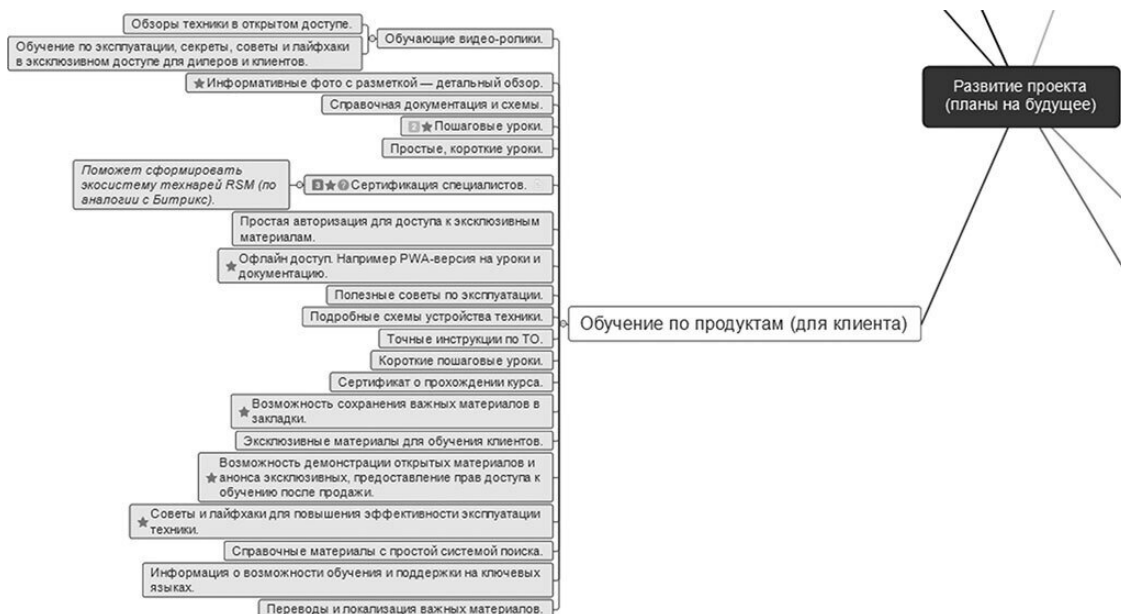 Обзоры техники в открытом доступе.
Обучение по эксплуатации, секреты, советы и лайфхаки
в эксклюзивном доступе для дилеров и клиентов.
Обучающие видео-ролики.
Информативные фото с разметкой — детальный обзор.
Справочная документация и схемы.
2 Пошаговые уроки.
Простые, короткие уроки.
Поможет сформировать
экосистему технарей RSM (по
аналогии с Битрикс).
3 ? Сертификация специалистов.
Простая авторизация для доступа к эксклюзивным
материалам.
Офлайн доступ. Например PWA-версия на уроки и
документацию.
Полезные советы по эксплуатации.
Подробные схемы устройства техники.
Точные инструкции по ТО.
Короткие пошаговые уроки.
Сертификат о прохождении курса.
Возможность сохранения важных материалов в
закладки.
Эксклюзивные материалы для обучения клиентов.
Возможность демонстрации открытых материалов и
анонса эксклюзивных, предоставление прав доступа к
обучению после продажи.
Советы и лайфхаки для повышения эффективности эксплуатации
техники.
Справочные материалы с простой системой поиска.
Информация о возможности обучения и поддержки на ключевых
языках.
Переводы и локализация важных материалов.
Обучение по продуктам (для клиента)
Развитие проекта
(планы на будущее)